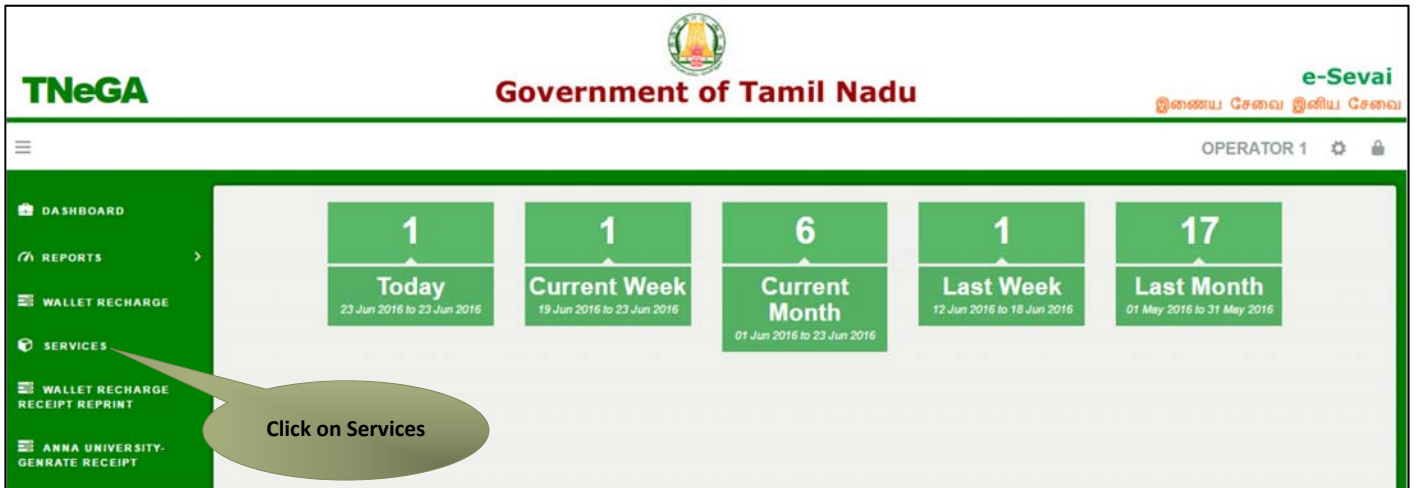 TNeGA
Government of Tamil Nadu
e-Sevai
இணைய சேவை இனிய சேவை
OPERATOR 1
DASHBOARD
REPORTS
WALLET RECHARGE
SERVICES
WALLET RECHARGE
RECEIPT REPRINT
ANNA UNIVERSITY-
GENRATE RECEIPT
1
Today
23 Jun 2016 to 23 Jun 2016
1
Current Week
19 Jun 2016 to 23 Jun 2016
6
Current
Month
01 Jun 2016 to 23 Jun 2016
1
Last Week
12 Jun 2016 to 18 Jun 2016
17
Last Month
01 May 2016 to 31 May 2016
Click on Services